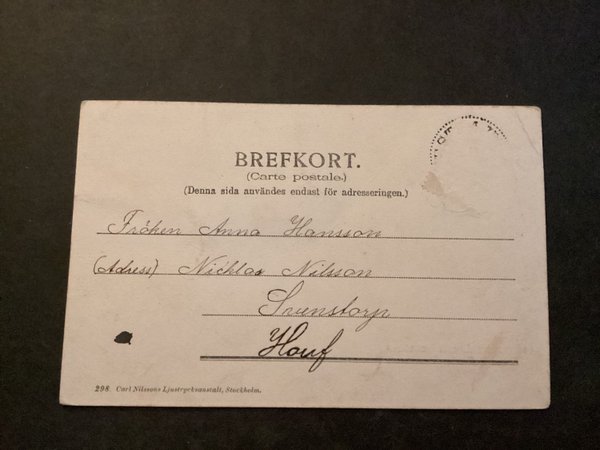 BREFKORT.
(Carte postale.)
(Denna sida användes endast för adresseringen.)
Fröken Anna Hansson
(Adress) Nicklas Nilsson
Svenstorp
298. Carl Nilssons Ljustrycksanstalt, Stockholm.